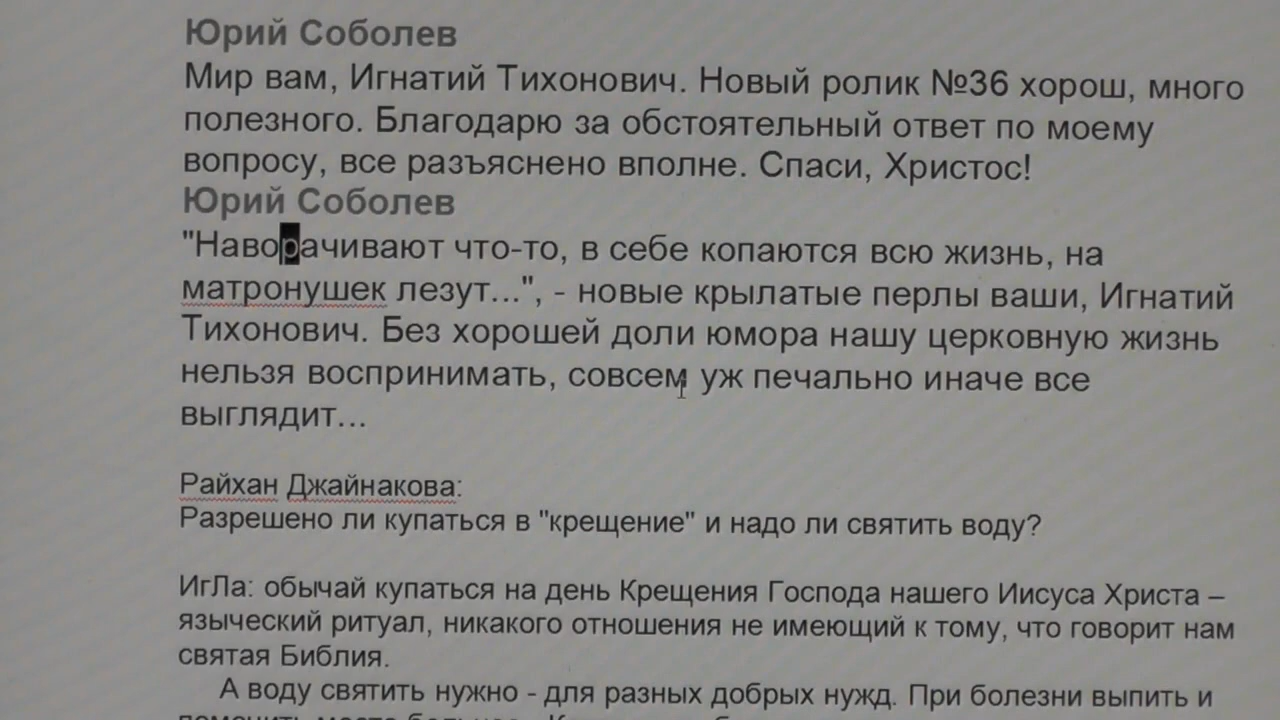 Юрий Соболев
Мир вам, Игнатий Тихонович. Новый ролик №36 хорош, много
полезного. Благодарю за обстоятельный ответ по моему
вопросу, все разъяснено вполне. Спаси, Христос!
Юрий Соболев
"Наворачивают что-то, в себе копаются всю жизнь, на
матронушек лезут...", - новые крылатые перлы ваши, Игнатий
Тихонович. Без хорошей доли юмора нашу церковную жизнь
нельзя воспринимать, совсем уж печально иначе все
выглядит...
Райхан Джайнакова:
Разрешено ли купаться в "крещение" и надо ли святить воду?
ИгЛа: обычай купаться на день Крещения Господа нашего Иисуса Христа –
языческий ритуал, никакого отношения не имеющий к тому, что говорит нам
святая Библия.
А воду святить нужно - для разных добрых нужд. При болезни выпить и